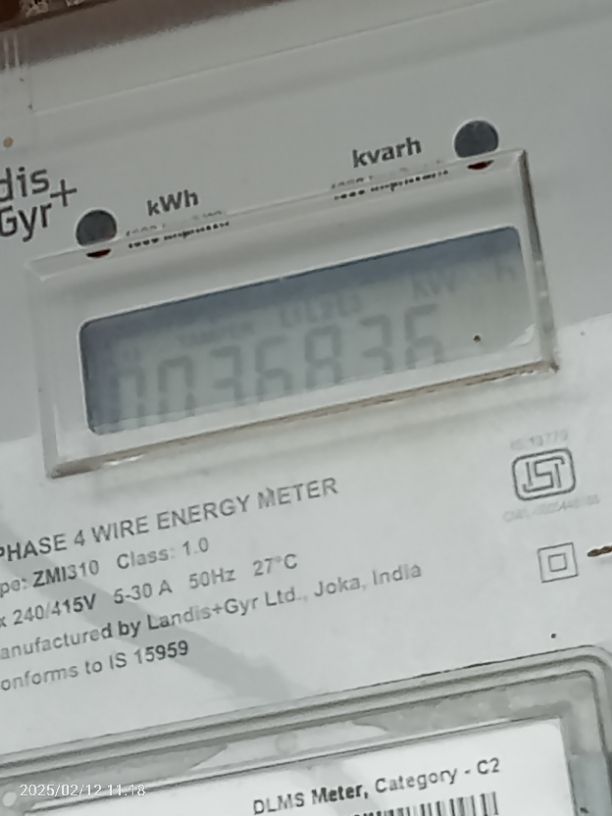 kvarh
kWh
dis
Gyr+
TAMPER L1L2L3 kW h
0036836
PHASE 4 WIRE ENERGY METER
pe: ZMI310 Class: 1.0
x 240/415V 5-30 A 50Hz 27°C
anufactured by Landis+Gyr Ltd., Joka, India
onforms to IS 15959
DLMS Meter, Category - C2
2025/02/12 11:18